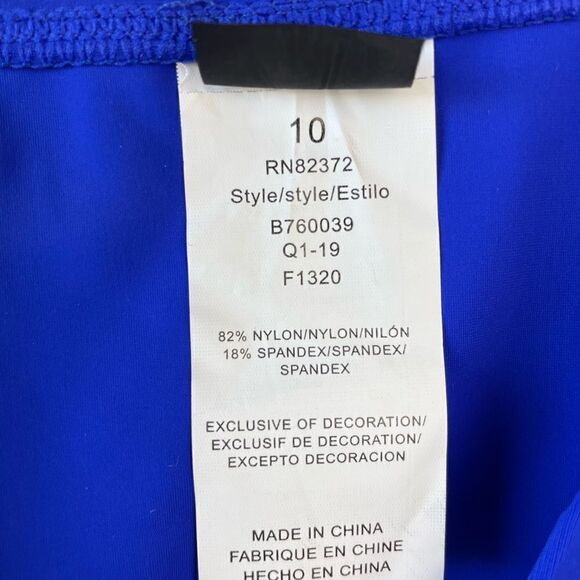 10
RN82372
Style/style/Estilo
B760039
Q1-19
F1320
82% NYLON/NYLON/NILÓN
18% SPANDEX/SPANDEX/
SPANDEX
EXCLUSIVE OF DECORATION/
EXCLUSIF DE DECORATION/
EXCEPTO DECORACION
MADE IN CHINA
FABRIQUE EN CHINE
HECHO EN CHINA